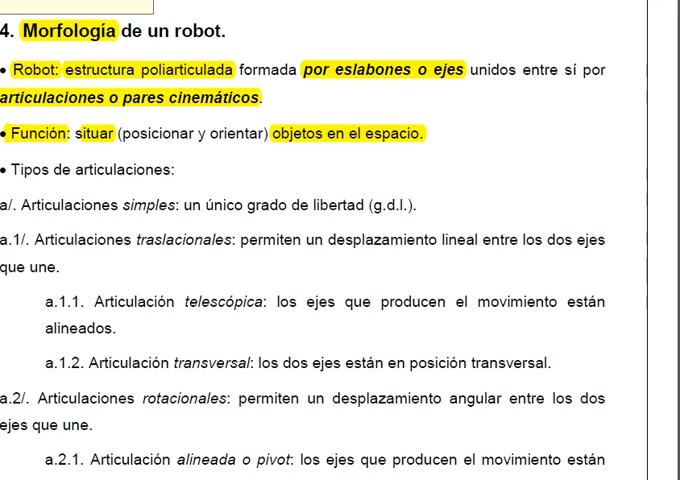 4. Morfología de un robot.
• Robot: estructura poliarticulada formada por eslabones o ejes unidos entre sí por
articulaciones o pares cinemáticos.
• Función: situar (posicionar y orientar) objetos en el espacio.
• Tipos de articulaciones:
a/. Articulaciones simples: un único grado de libertad (g.d.l.).
a.1/. Articulaciones traslacionales: permiten un desplazamiento lineal entre los dos ejes
que une.
a.1.1. Articulación telescópica: los ejes que producen el movimiento están
alineados.
a.1.2. Articulación transversal: los dos ejes están en posición transversal.
a.2/. Articulaciones rotacionales: permiten un desplazamiento angular entre los dos
ejes que une.
a.2.1. Articulación alineada o pivot: los ejes que producen el movimiento están